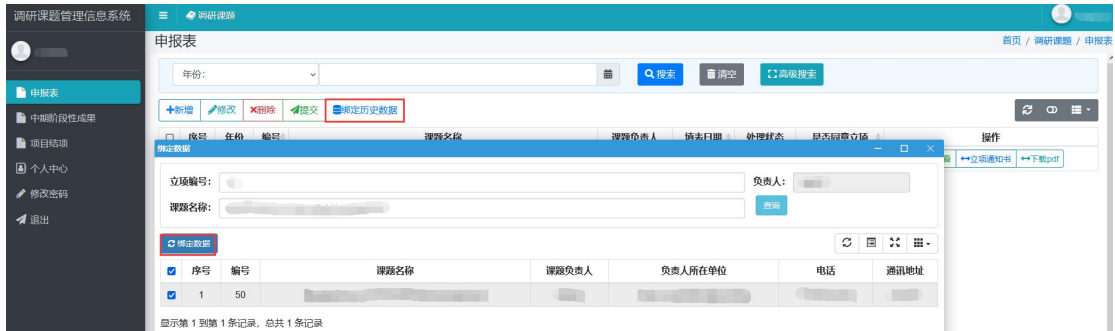 调研课题管理信息系统
调研课题
申报表
首页 / 调研课题 / 申报表
年份：
搜索
清空
高级搜索
申报表
中期阶段性成果
项目结项
个人中心
修改密码
退出
新增
修改
删除
提交
绑定历史数据
序号 年份 编号 课题名称 课题负责人 填表日期 处理状态 是否同意立项 操作
立项通知书
下载pdf
绑定数据
立项编号：
负责人：
课题名称：
查询
绑定数据
序号 编号 课题名称 课题负责人 负责人所在单位 电话 通讯地址
1 50
显示第 1 到第 1 条记录，总共 1 条记录